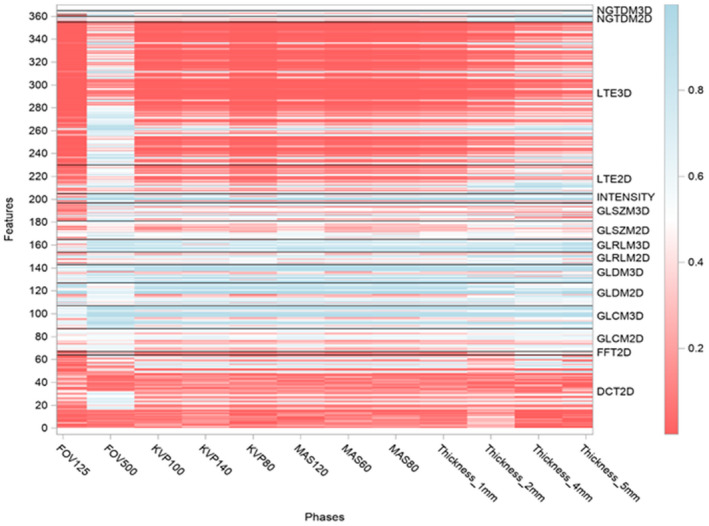 360
340
320
300
280
260
240
220
200
180
160
140
120
100
80
60
40
20
0
Features
NGTDM3D
NGTDM2D
LTE3D
LTE2D
INTENSITY
GLSZM3D
GLSZM2D
GLRLM3D
GLRLM2D
GLDM3D
GLDM2D
GLCM3D
GLCM2D
FFT2D
DCT2D
0.8
0.6
0.4
0.2
FOV125
FOV500
KVP100
KVP140
KVP80
MAS120
MAS60
MAS80
Thickness_1mm
Thickness_2mm
Thickness_4mm
Thickness_5mm
Phases